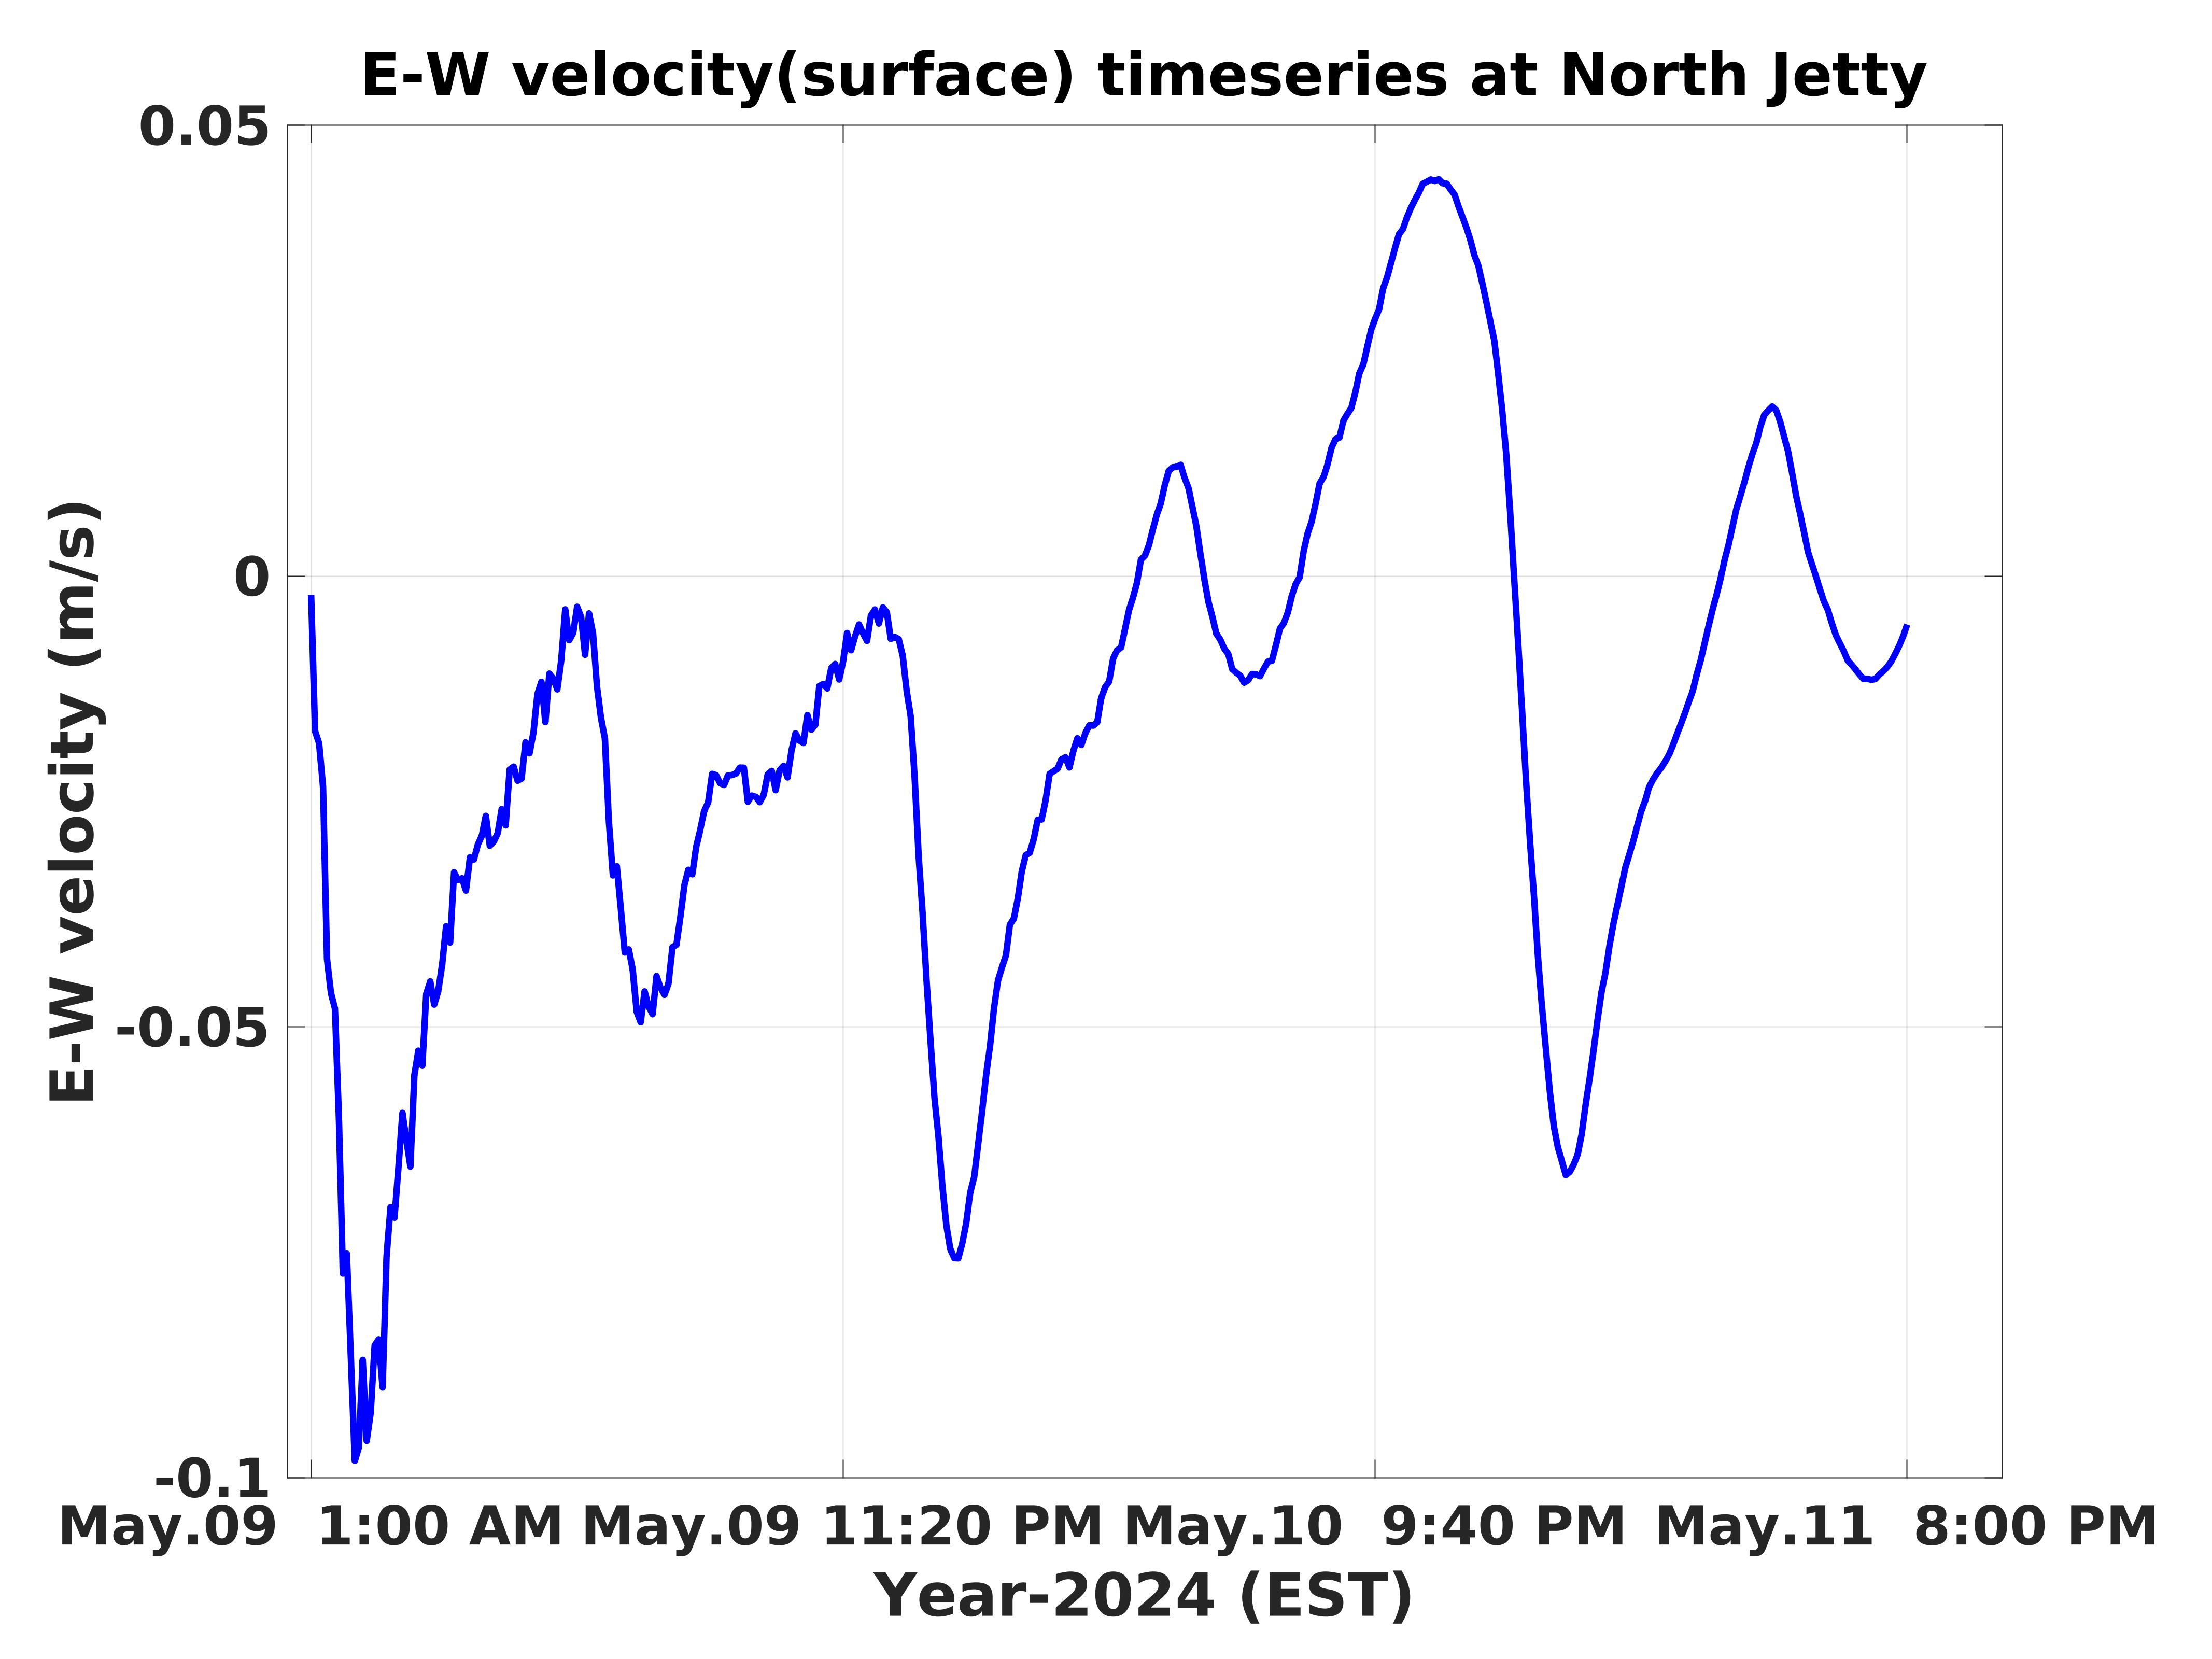 E-W velocity(surface) timeseries at North Jetty
0.05
0
-0.05
-0.1
E-W velocity (m/s)
May.09 1:00 AM May.09 11:20 PM May.10 9:40 PM May.11 8:00 PM
Year-2024 (EST)